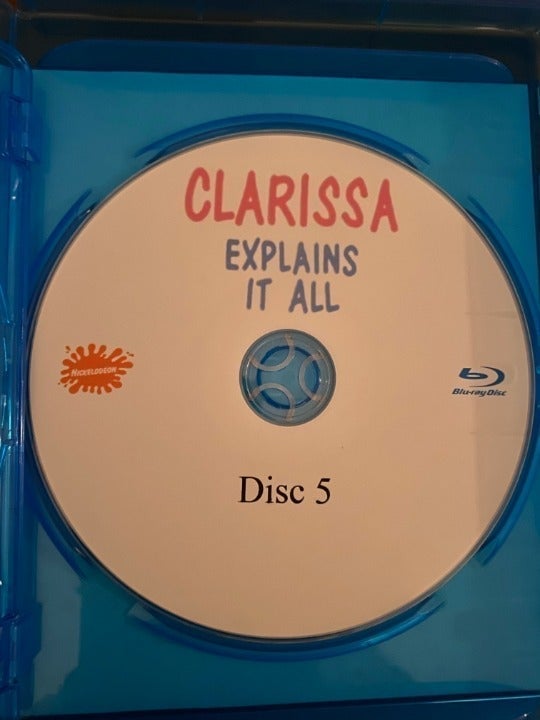 CLARISSA
EXPLAINS
IT ALL
NICKELODEON
Blu-ray Disc
Disc 5